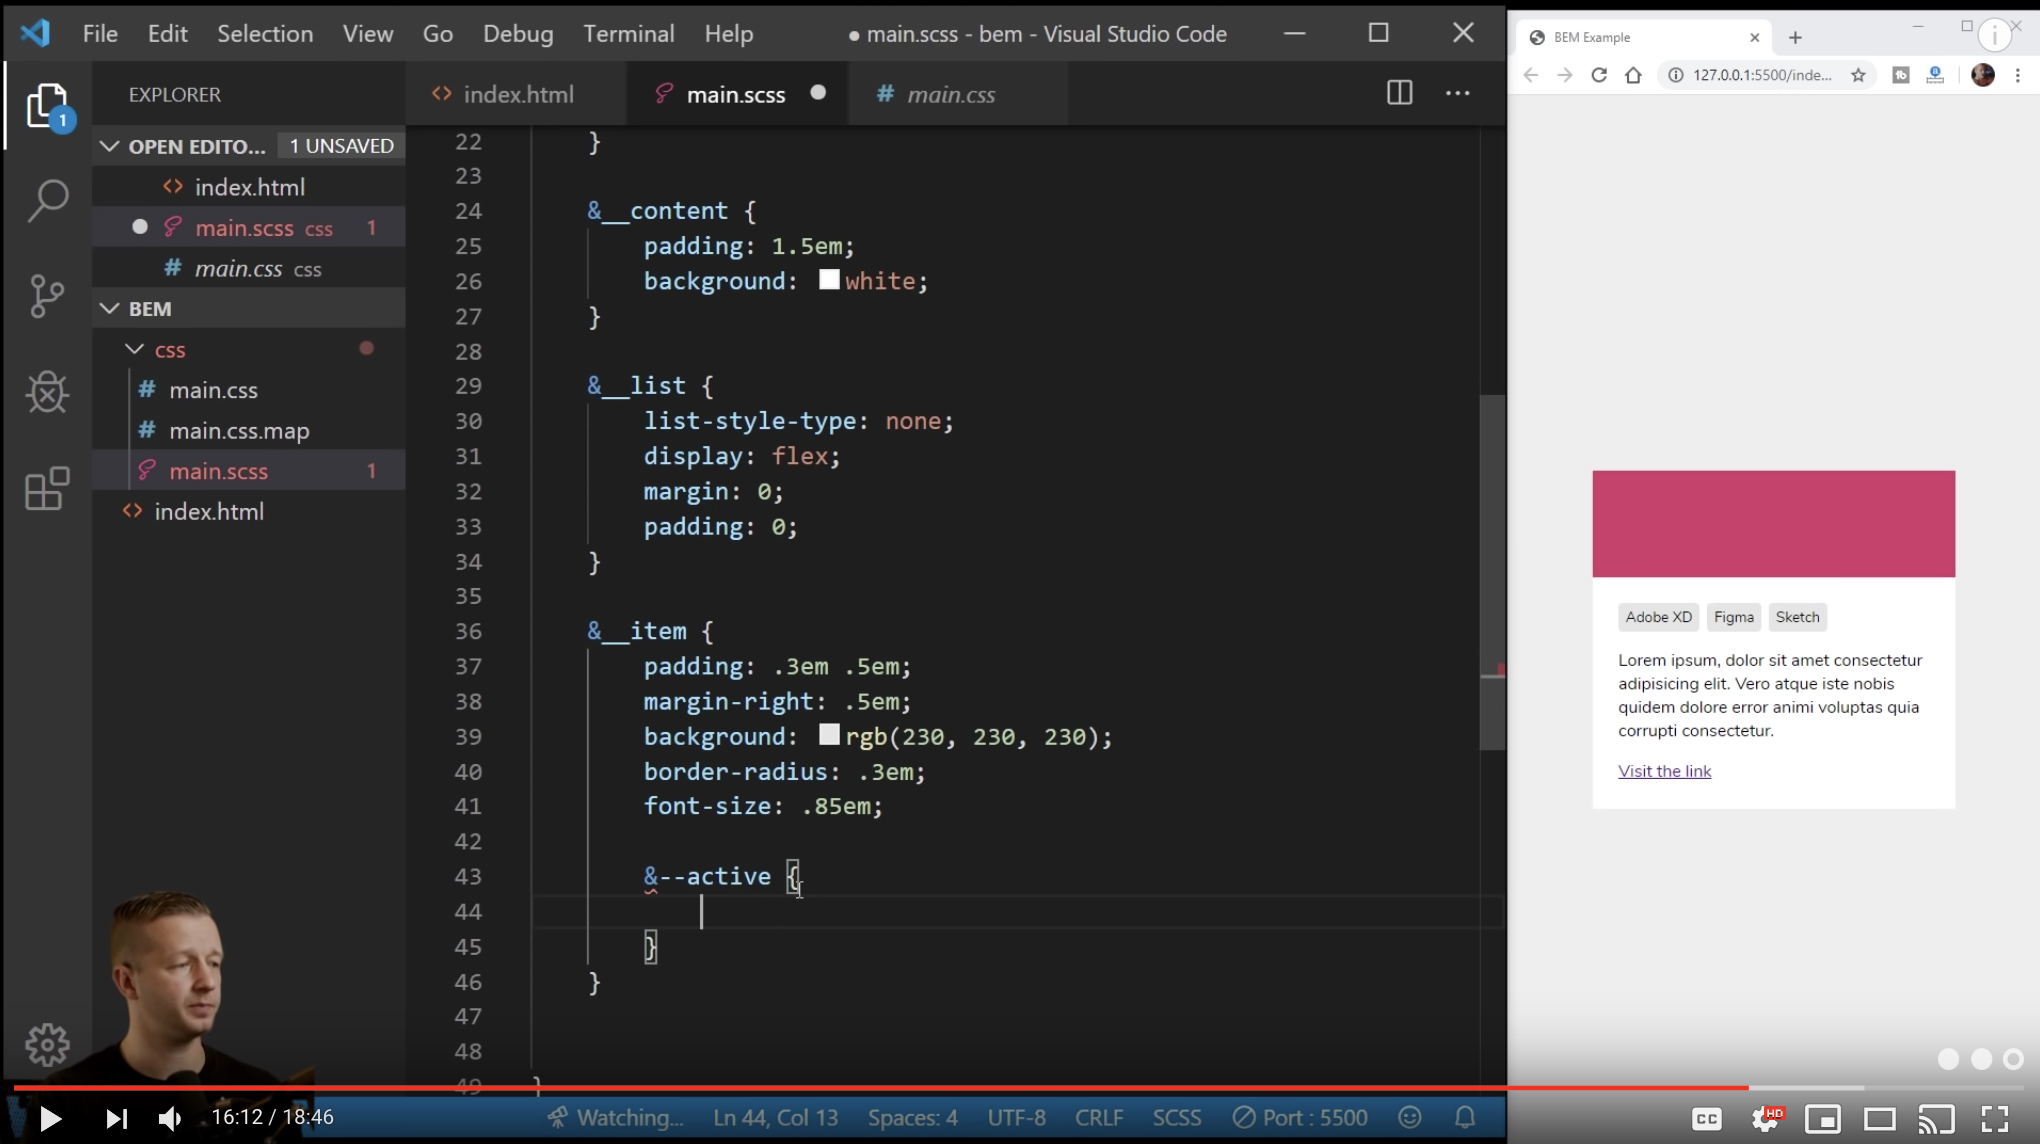 File Edit Selection View Go Debug Terminal Help ● main.scss - bem - Visual Studio Code
EXPLORER
OPEN EDITO... 1 UNSAVED
index.html
main.scss css 1
main.css css
BEM
css
main.css
main.css.map
main.scss 1
index.html
1
index.html main.scss main.css
22 }
23
24 &__content {
25 padding: 1.5em;
26 background: white;
27 }
28
29 &__list {
30 list-style-type: none;
31 display: flex;
32 margin: 0;
33 padding: 0;
34 }
35
36 &__item {
37 padding: .3em .5em;
38 margin-right: .5em;
39 background: rgb(230, 230, 230);
40 border-radius: .3em;
41 font-size: .85em;
42
43 &--active {
44
45 }
46 }
47
48
49 }
Watching... Ln 44, Col 13 Spaces: 4 UTF-8 CRLF SCSS Port : 5500
BEM Example
127.0.0.1:5500/inde...
Adobe XD Figma Sketch
Lorem ipsum, dolor sit amet consectetur
adipisicing elit. Vero atque iste nobis
quidem dolore error animi voluptas quia
corrupti consectetur.
Visit the link
16:12 / 18:46
CC HD